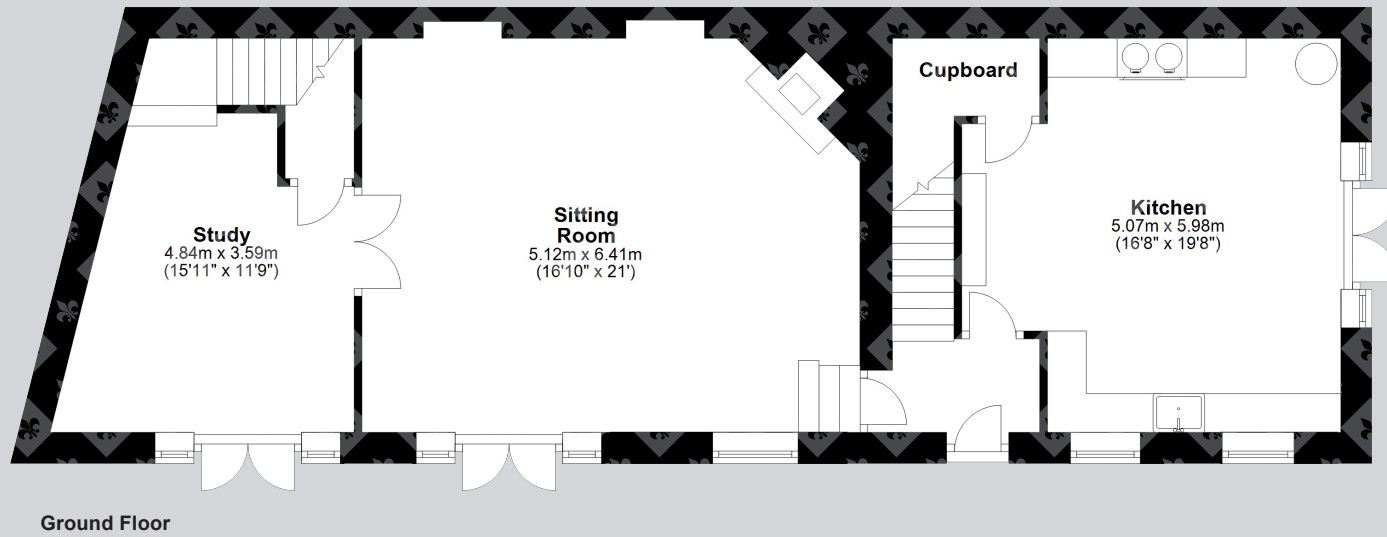 Cupboard
Study
4.84m x 3.59m
(15'11" x 11'9")
Sitting
Room
5.12m x 6.41m
(16'10" x 21')
Kitchen
5.07m x 5.98m
(16'8" x 19'8")
Ground Floor